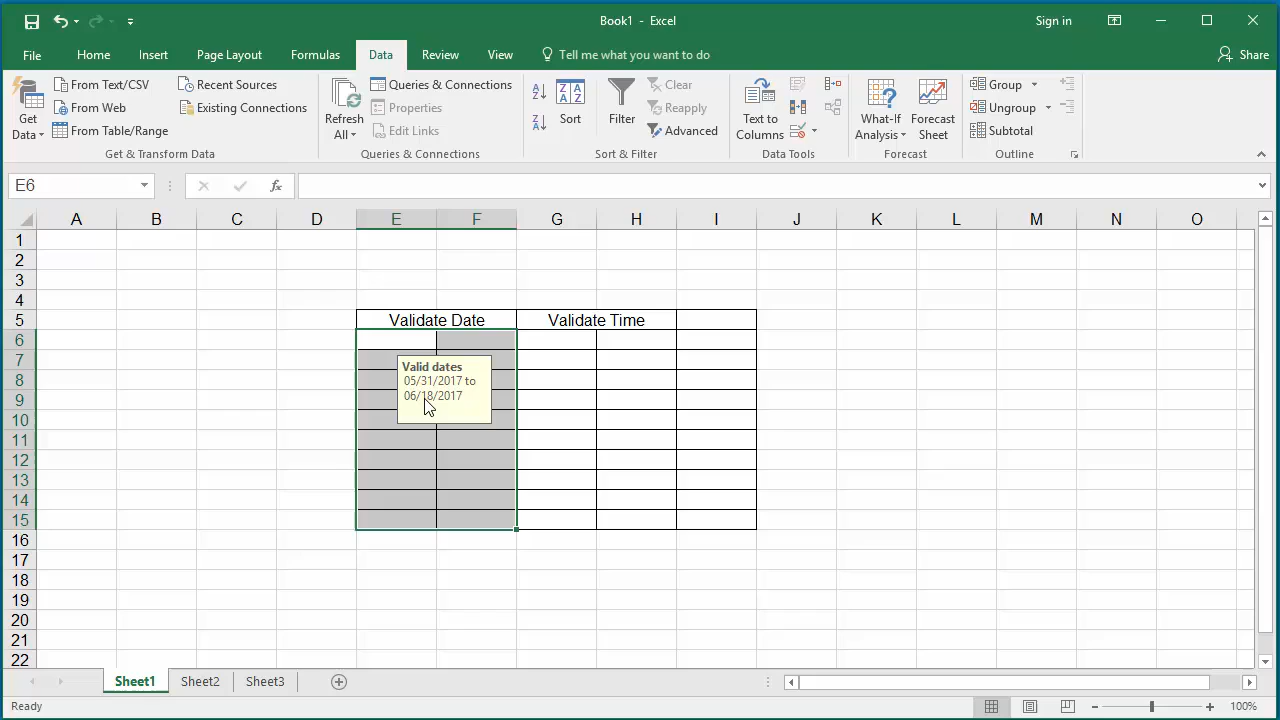 Book1 - Excel
Sign in
File Home Insert Page Layout Formulas Data Review View Tell me what you want to do Share
From Text/CSV Recent Sources Queries & Connections Clear Group
From Web Existing Connections Properties Reapply Ungroup
From Table/Range Edit Links Advanced Subtotal
Get Data Refresh All Sort Filter Text to Columns What-If Analysis Forecast Sheet
Get & Transform Data Queries & Connections Sort & Filter Data Tools Forecast Outline
E6 fx
A B C D E F G H I J K L M N O
1
2
3
4
5 Validate Date Validate Time
6
7
Valid dates
8 05/31/2017 to
9 06/18/2017
10
11
12
13
14
15
16
17
18
19
20
21
22
Sheet1 Sheet2 Sheet3
Ready 100%